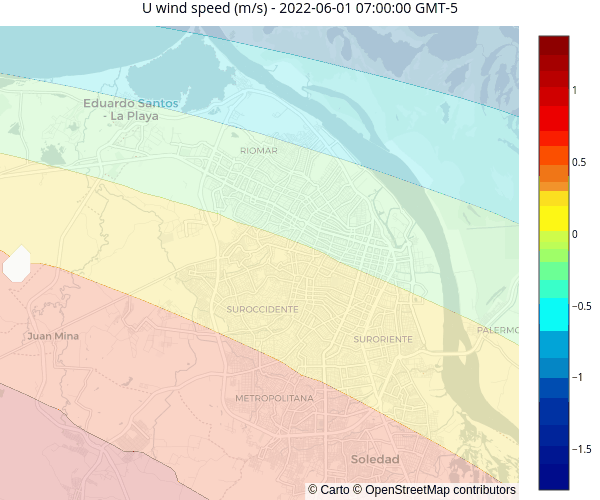 U wind speed (m/s) - 2022-06-01 07:00:00 GMT-5
Eduardo Santos
- La Playa
RIOMAR
SUROCCIDENTE
SURORIENTE
PALERMO
Juan Mina
METROPOLITANA
Soledad
© Carto © OpenStreetMap contributors
1
0.5
0
−0.5
−1
−1.5